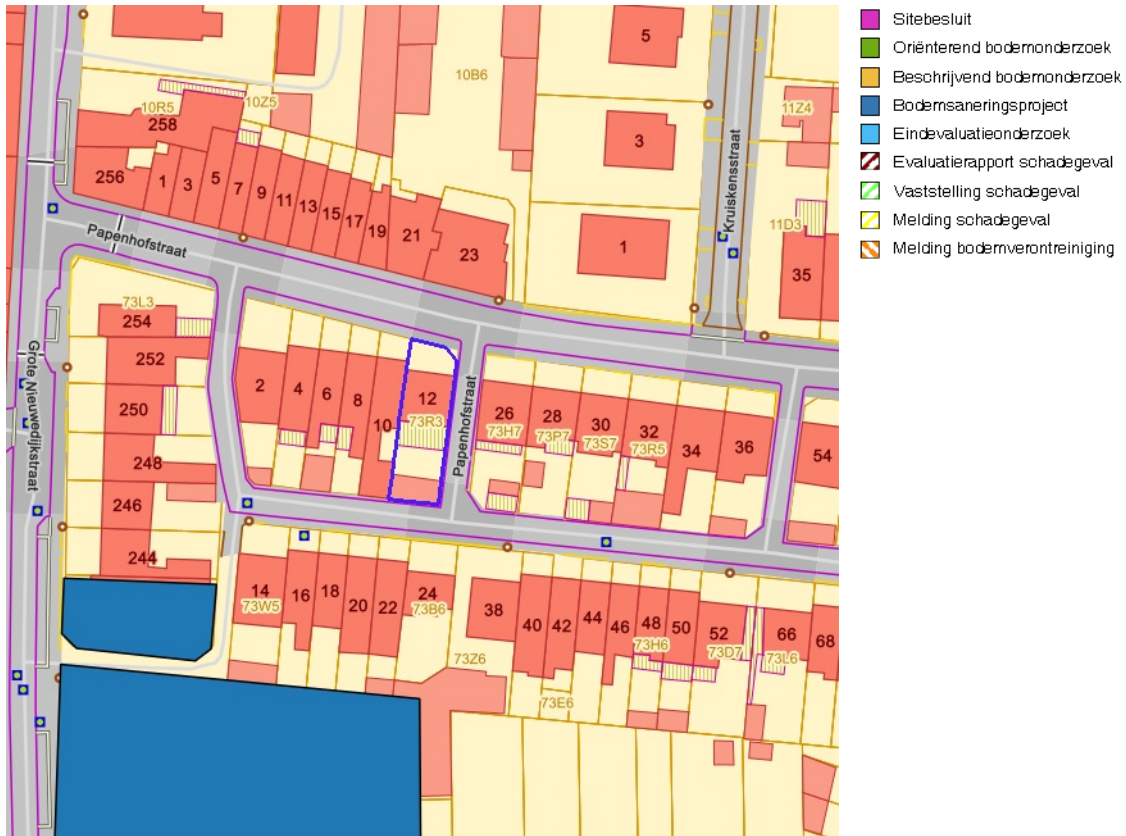 5
10B6
10Z5
10R5
258
11Z4
3
256
1
3
5
7
9
11
13
15
17
19
21
23
1
Kruiskensstraat
11D3
35
Papenhofstraat
73L3
254
252
250
248
246
244
Grote Nieuwedijkstraat
2
4
6
8
10
12
73R3
Papenhofstraat
26
73H7
28
73P7
30
73S7
32
73R5
34
36
54
14
73W5
16
18
20
22
24
73B6
38
40
42
44
46
48
73H6
50
52
73D7
66
73L6
68
73Z6
73E6
Sitebesluit
Oriënterend bodemonderzoek
Beschrijvend bodemonderzoek
Bodemsaneringsproject
Eindevaluatieonderzoek
Evaluatierapport schadegeval
Vaststelling schadegeval
Melding schadegeval
Melding bodemverontreiniging